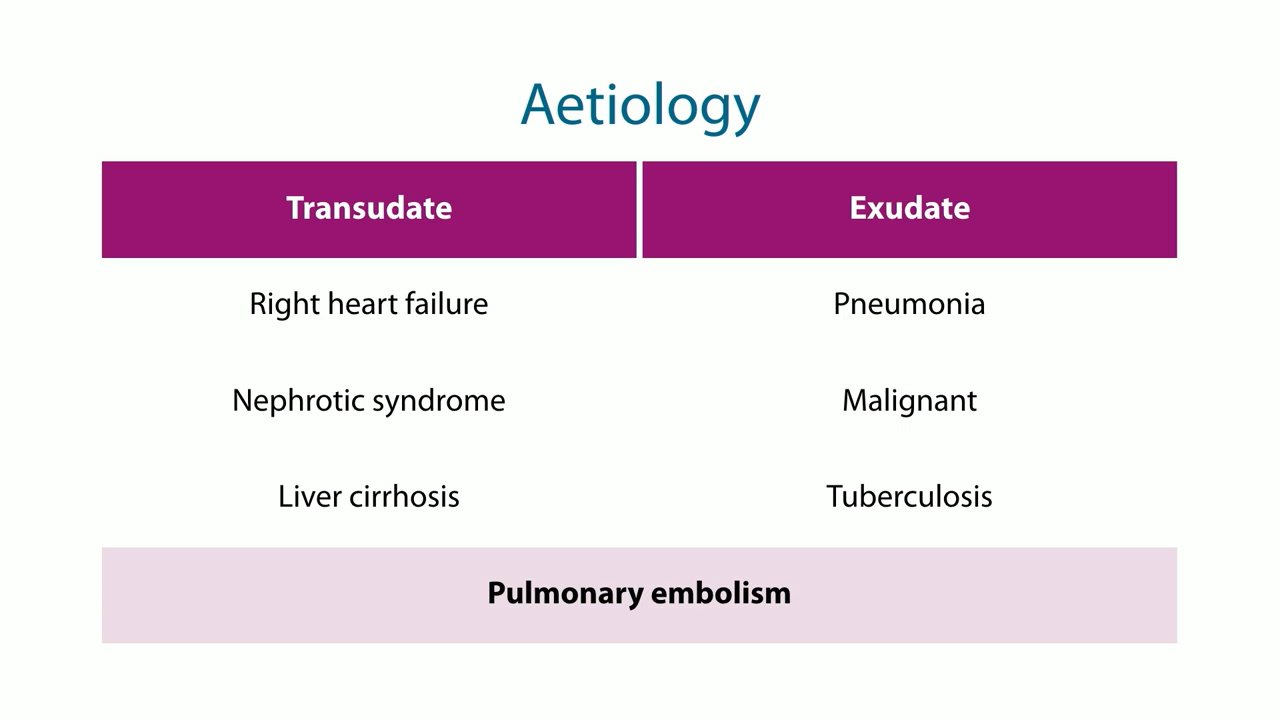 Aetiology
Transudate Exudate
Right heart failure Pneumonia
Nephrotic syndrome Malignant
Liver cirrhosis Tuberculosis
Pulmonary embolism